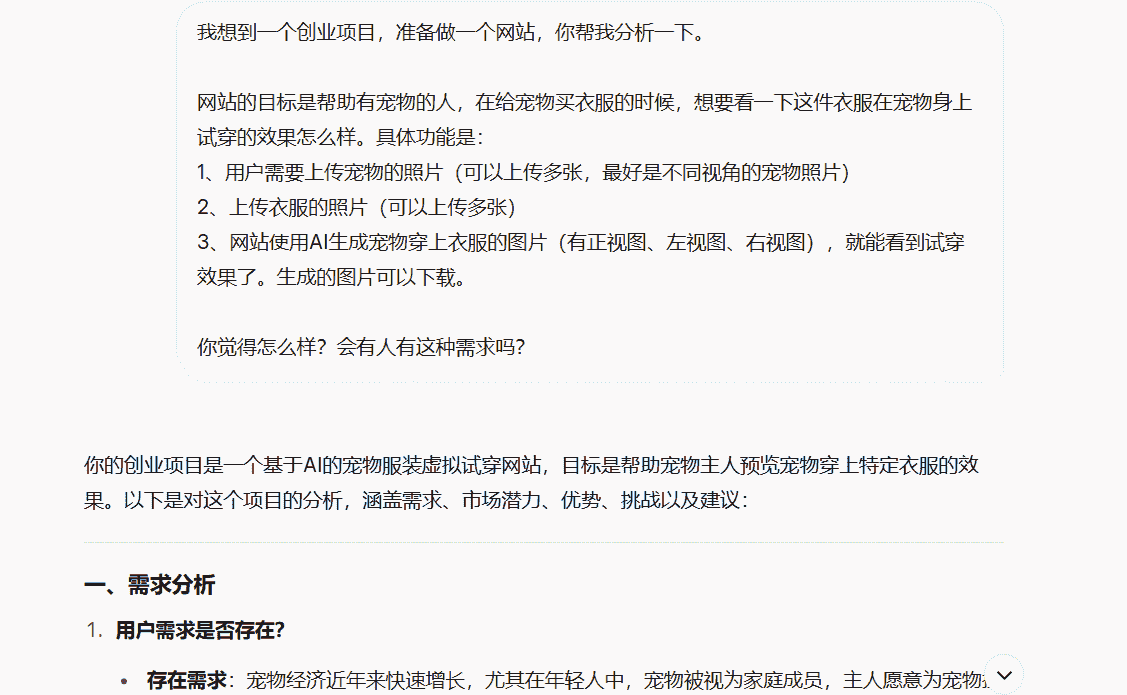 我想到一个创业项目，准备做一个网站，你帮我分析一下。
网站的目标是帮助有宠物的人，在给宠物买衣服的时候，想要看一下这件衣服在宠物身上
试穿的效果怎么样。具体功能是：
1、用户需要上传宠物的照片（可以上传多张，最好是不同视角的宠物照片）
2、上传衣服的照片（可以上传多张）
3、网站使用AI生成宠物穿上衣服的图片（有正视图、左视图、右视图），就能看到试穿
效果了。生成的图片可以下载。
你觉得怎么样？会有人有这种需求吗？
你的创业项目是一个基于AI的宠物服装虚拟试穿网站，目标是帮助宠物主人预览宠物穿上特定衣服的效
果。以下是对这个项目的分析，涵盖需求、市场潜力、优势、挑战以及建议：
一、需求分析
1. 用户需求是否存在？
• 存在需求：宠物经济近年来快速增长，尤其在年轻人中，宠物被视为家庭成员，主人愿意为宠物